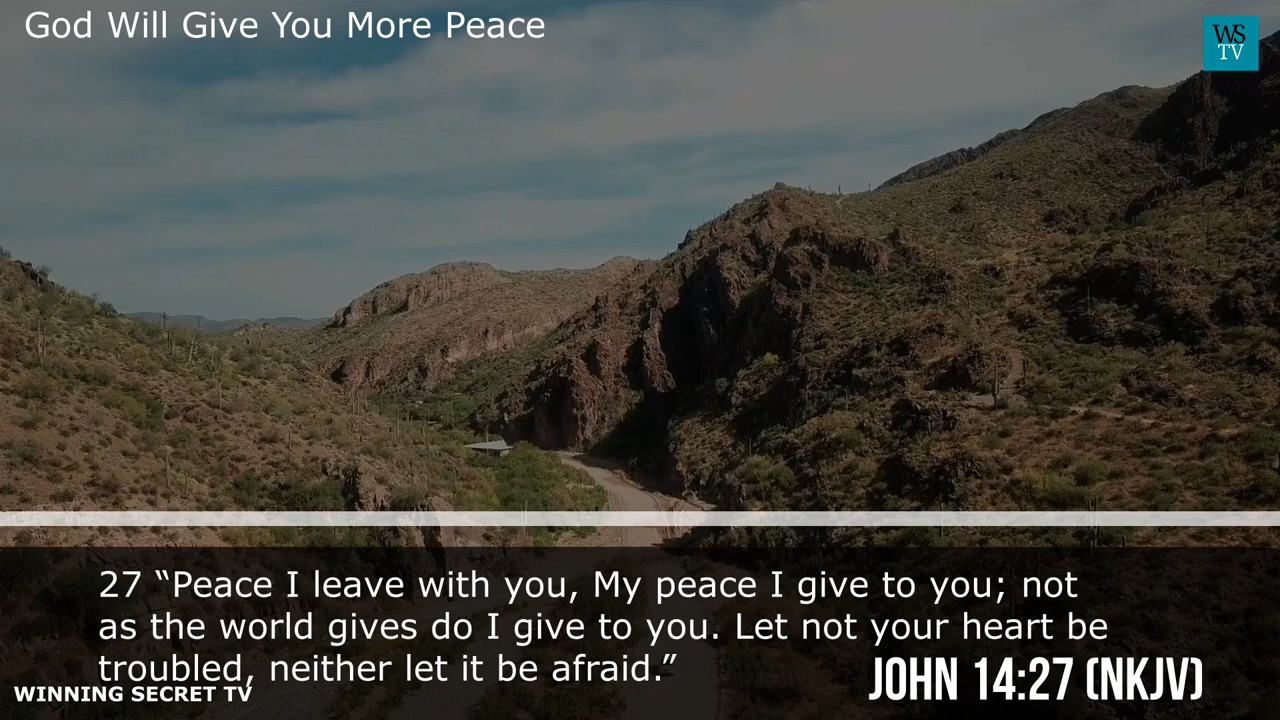 God Will Give You More Peace
WS
TV
27 “Peace I leave with you, My peace I give to you; not
as the world gives do I give to you. Let not your heart be
troubled, neither let it be afraid.”
JOHN 14:27 (NKJV)
WINNING SECRET TV